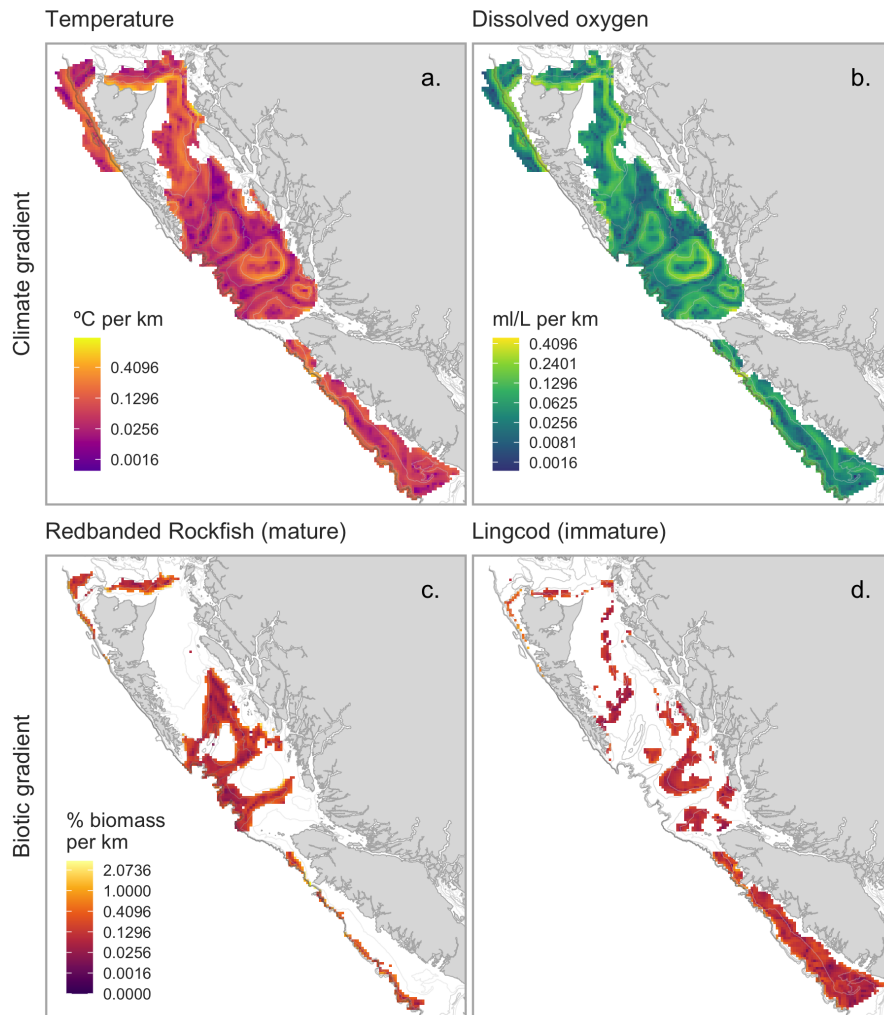 Temperature
Dissolved oxygen
a.
b.
Climate gradient
ºC per km
0.4096
0.1296
0.0256
0.0016
ml/L per km
0.4096
0.2401
0.1296
0.0625
0.0256
0.0081
0.0016
Redbanded Rockfish (mature)
Lingcod (immature)
c.
d.
Biotic gradient
% biomass
per km
2.0736
1.0000
0.4096
0.1296
0.0256
0.0016
0.0000